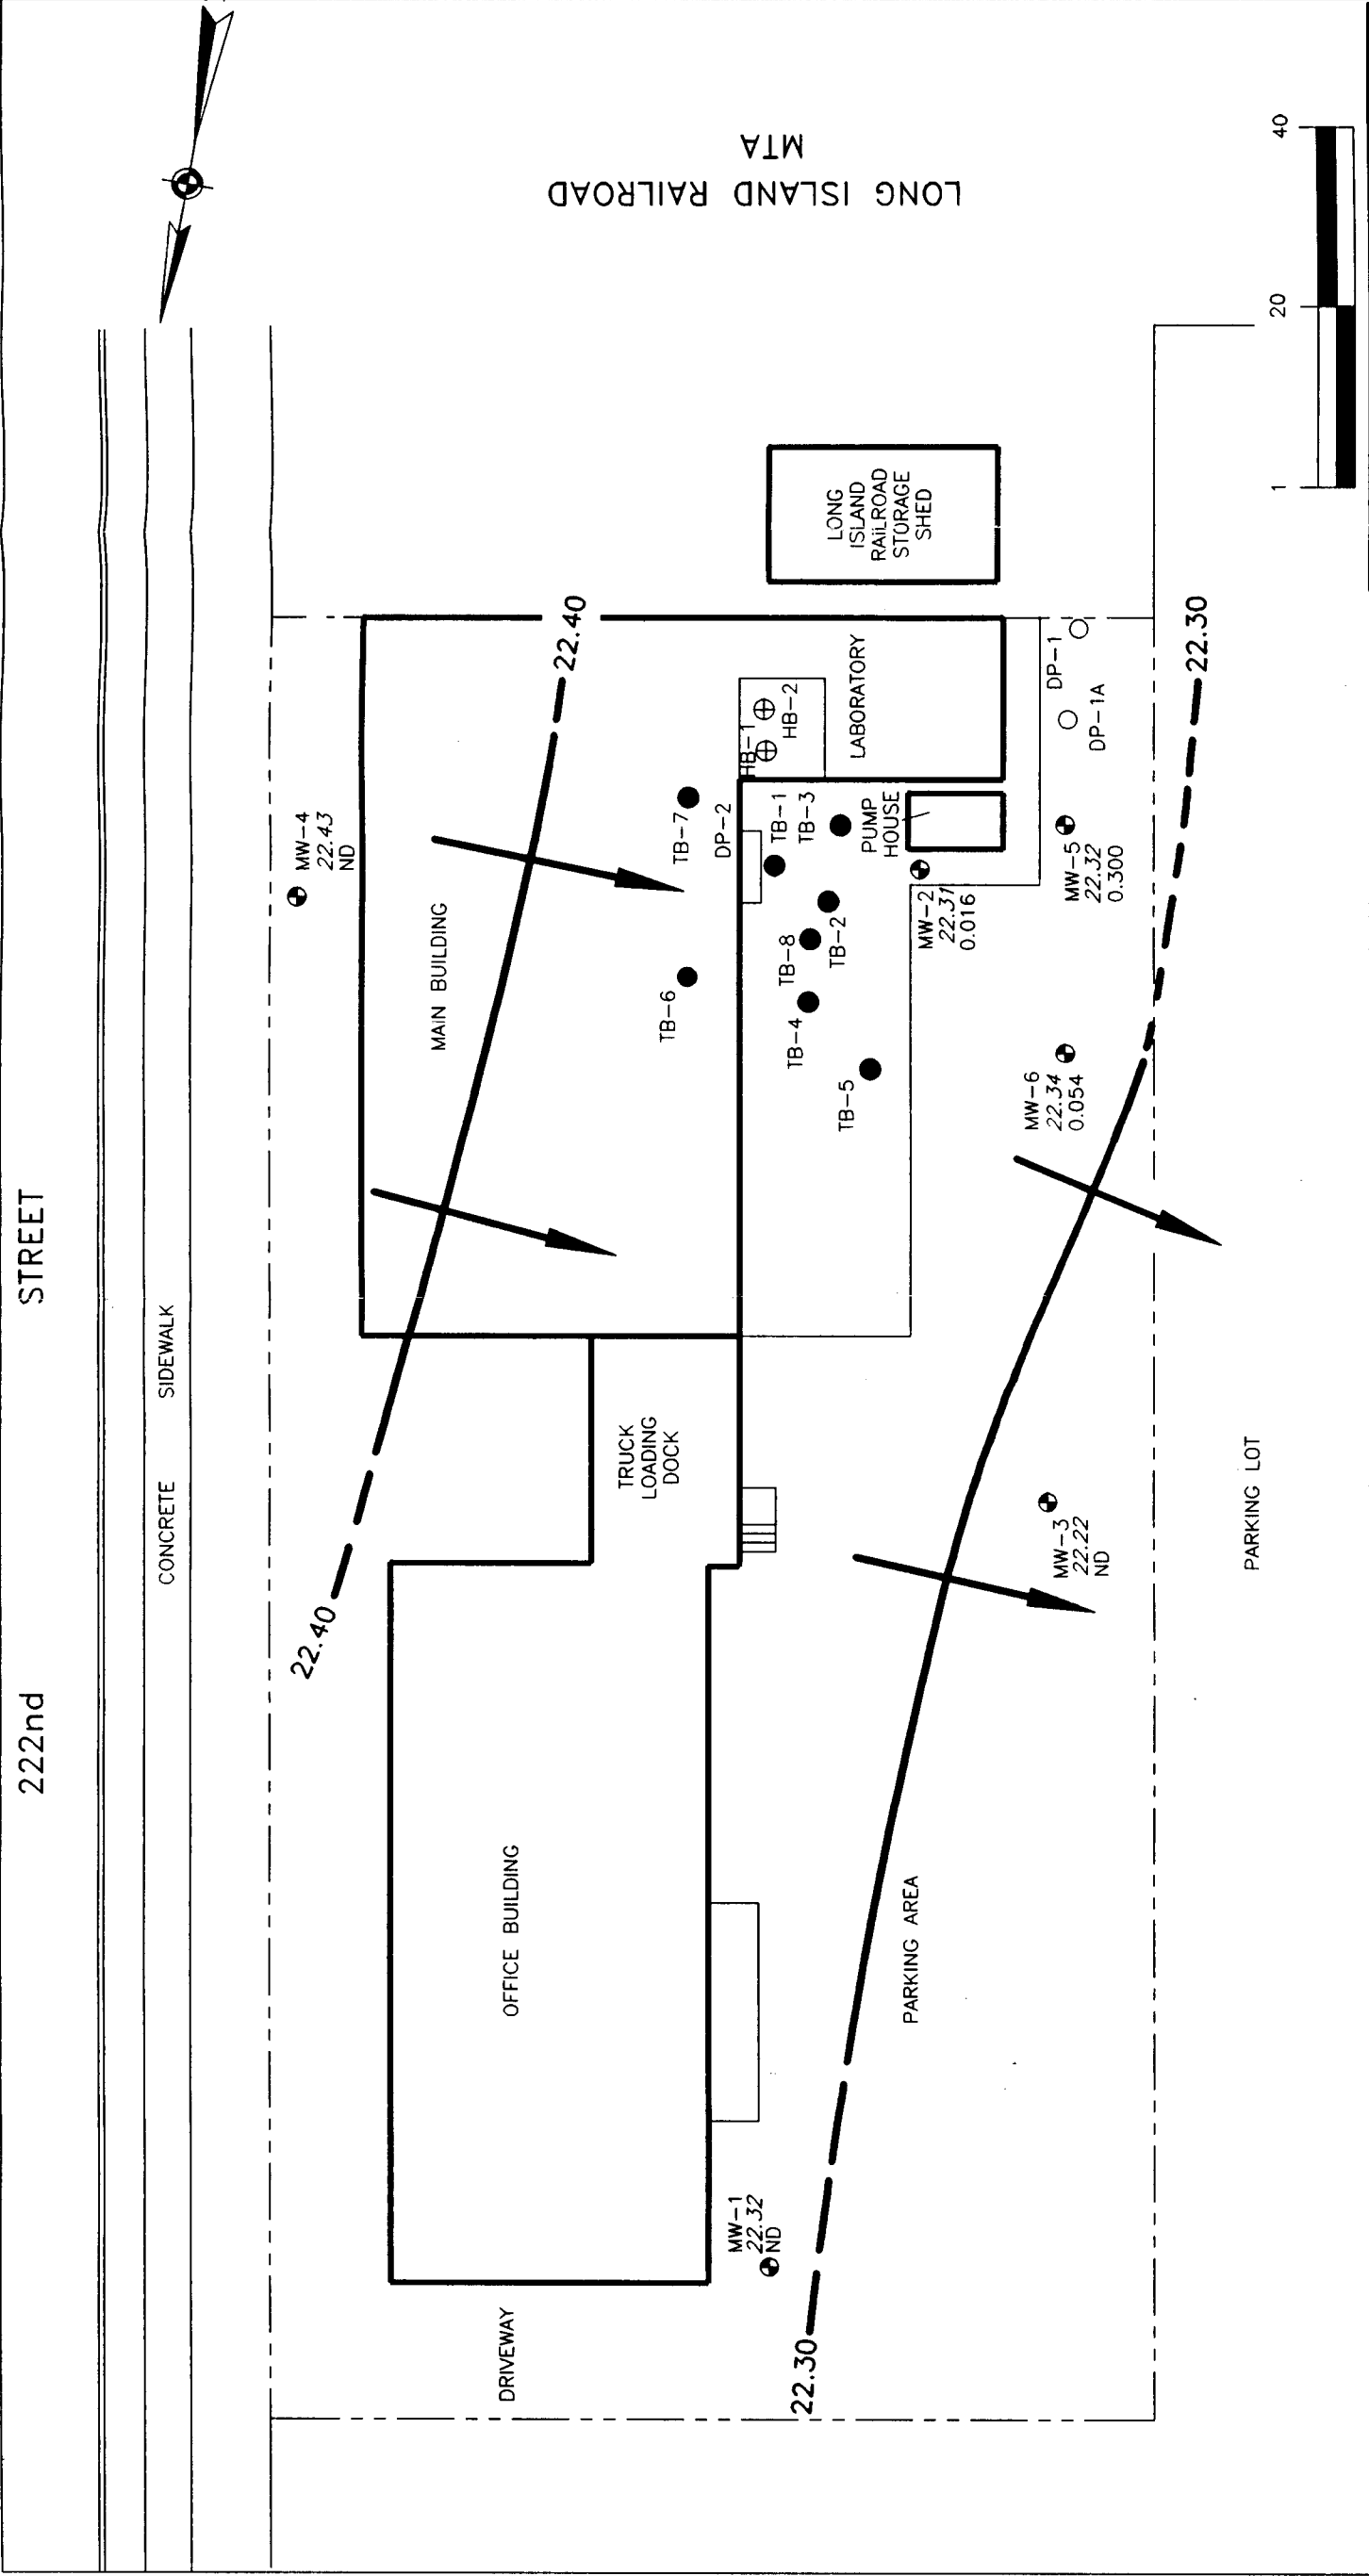 222nd STREET
CONCRETE SIDEWALK
LONG ISLAND RAILROAD
MTA
MW-4
22.43
ND
22.40
22.40
MAIN BUILDING
TRUCK
LOADING
DOCK
OFFICE BUILDING
DRIVEWAY
TB-6
TB-7
DP-2
HB-1
HB-2
LABORATORY
LONG
ISLAND
RAILROAD
STORAGE
SHED
TB-1
TB-3
PUMP
HOUSE
TB-8
TB-2
TB-4
TB-5
MW-2
22.31
0.016
DP-1
DP-1A
MW-5
22.32
0.300
MW-6
22.34
0.054
MW-3
22.22
ND
MW-1
22.32
ND
22.30
22.30
PARKING AREA
PARKING LOT
1 20 40